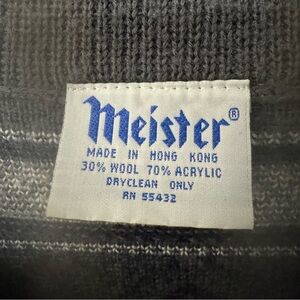 Meister®
MADE IN HONG KONG
30% WOOL 70% ACRYLIC
DRYCLEAN ONLY
RN 55432